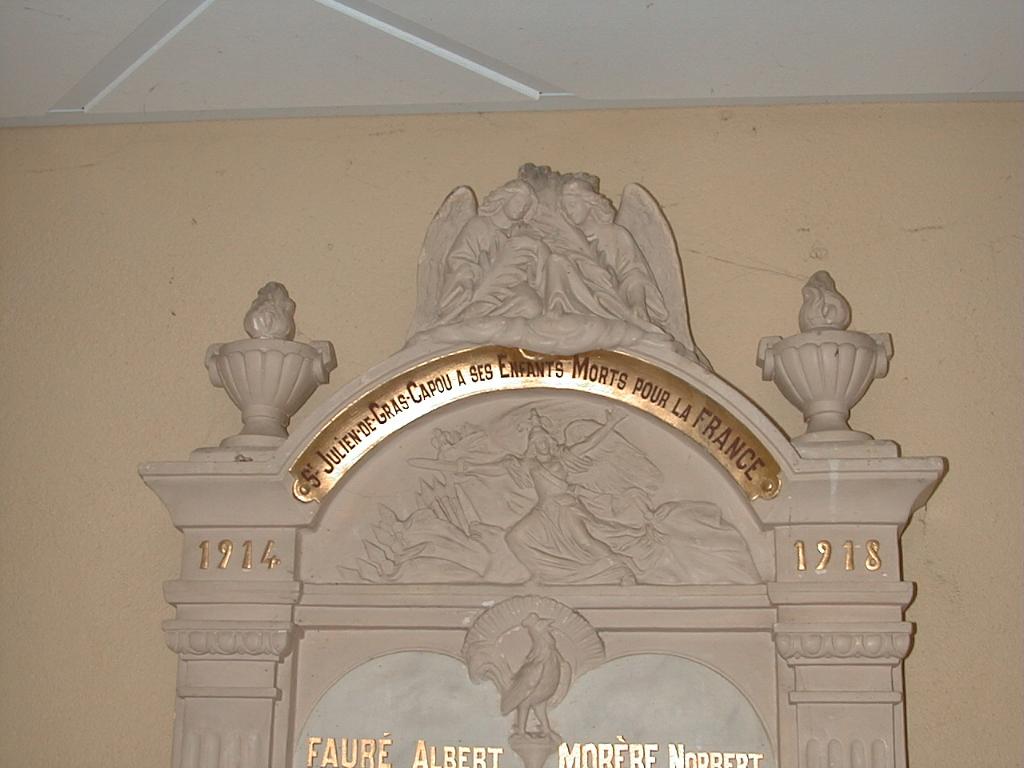 St JULIEN-DE-GRAS-CAPOU A SES ENFANTS MORTS POUR LA FRANCE
1914 1918
FAURÉ ALBERT MORÈRE NORBERT